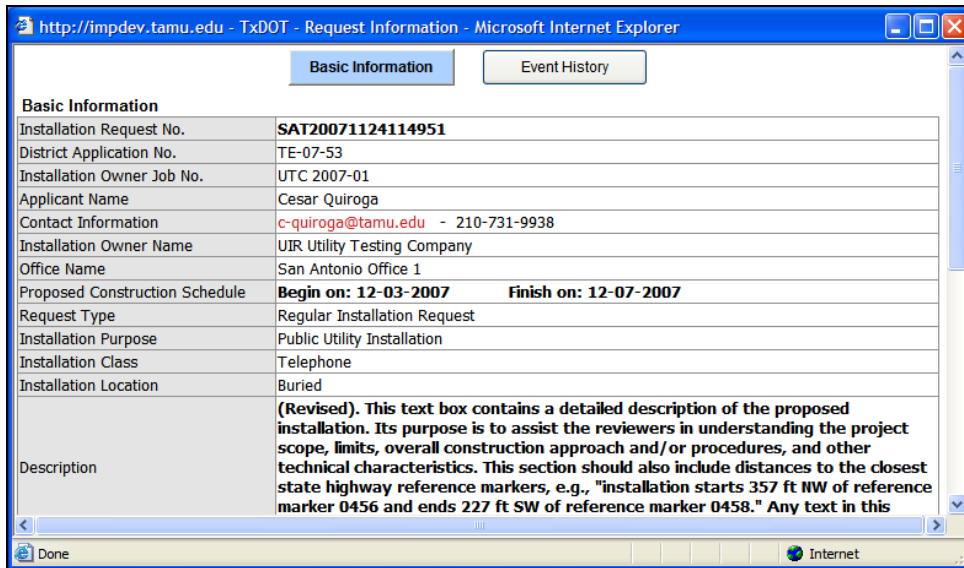 http://impdev.tamu.edu - TxDOT - Request Information - Microsoft Internet Explorer
Basic Information Event History
Basic Information
Installation Request No. SAT20071124114951
District Application No. TE-07-53
Installation Owner Job No. UTC 2007-01
Applicant Name Cesar Quiroga
Contact Information c-quiroga@tamu.edu - 210-731-9938
Installation Owner Name UIR Utility Testing Company
Office Name San Antonio Office 1
Proposed Construction Schedule Begin on: 12-03-2007 Finish on: 12-07-2007
Request Type Regular Installation Request
Installation Purpose Public Utility Installation
Installation Class Telephone
Installation Location Buried
Description
(Revised). This text box contains a detailed description of the proposed
installation. Its purpose is to assist the reviewers in understanding the project
scope, limits, overall construction approach and/or procedures, and other
technical characteristics. This section should also include distances to the closest
state highway reference markers, e.g., "installation starts 357 ft NW of reference
marker 0456 and ends 227 ft SW of reference marker 0458." Any text in this
Done Internet